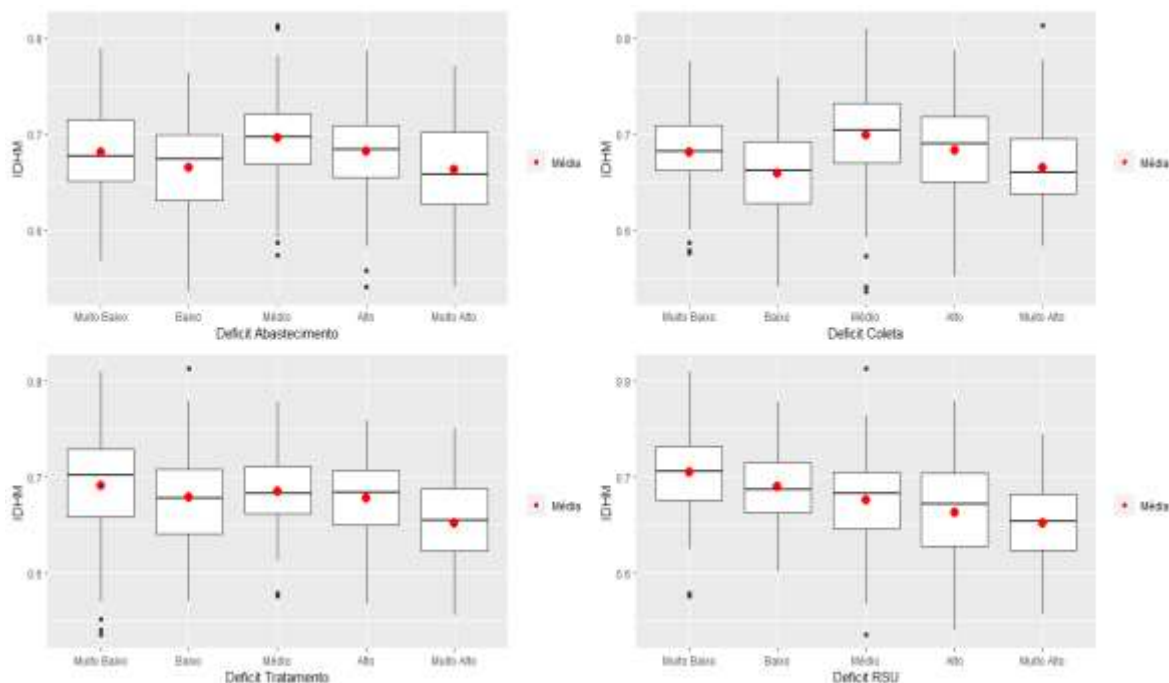 0.8
0.7
0.6
IDHM
Muito Baixo Baixo Médio Alto Muito Alto
Deficit Abastecimento
Média
0.8
0.7
0.6
IDHM
Muito Baixo Baixo Médio Alto Muito Alto
Deficit Coleta
Média
0.8
0.7
0.6
IDHM
Muito Baixo Baixo Médio Alto Muito Alto
Deficit Tratamento
Média
0.8
0.7
0.6
IDHM
Muito Baixo Baixo Médio Alto Muito Alto
Deficit RSU
Média